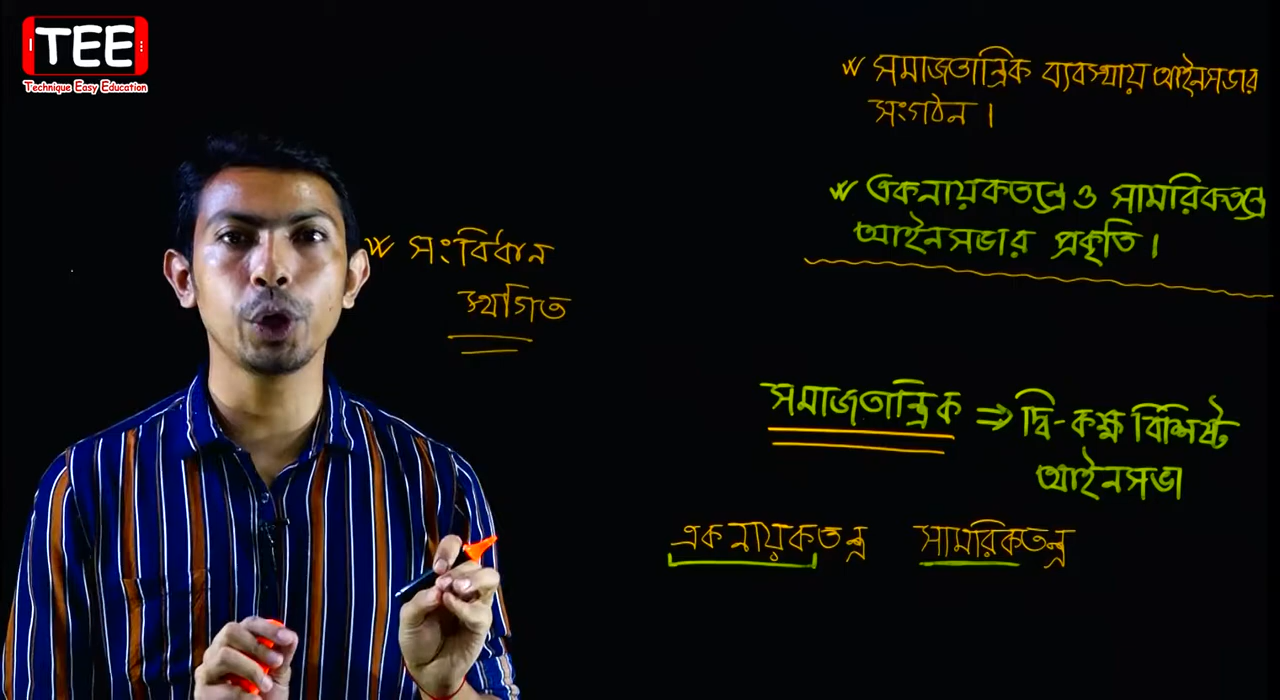 TEE
Technique Easy Education
সমাজতান্ত্রিক ব্যবস্থায় আইনসভার
সংগঠন।
একনায়কতন্ত্রে ও সামরিকতন্ত্রে
আইনসভার প্রকৃতি।
সংবিধান
স্থগিত
সমাজতান্ত্রিক ⇒ দ্বি-কক্ষ বিশিষ্ট
আইনসভা
একনায়কতন্ত্র সামরিকতন্ত্র